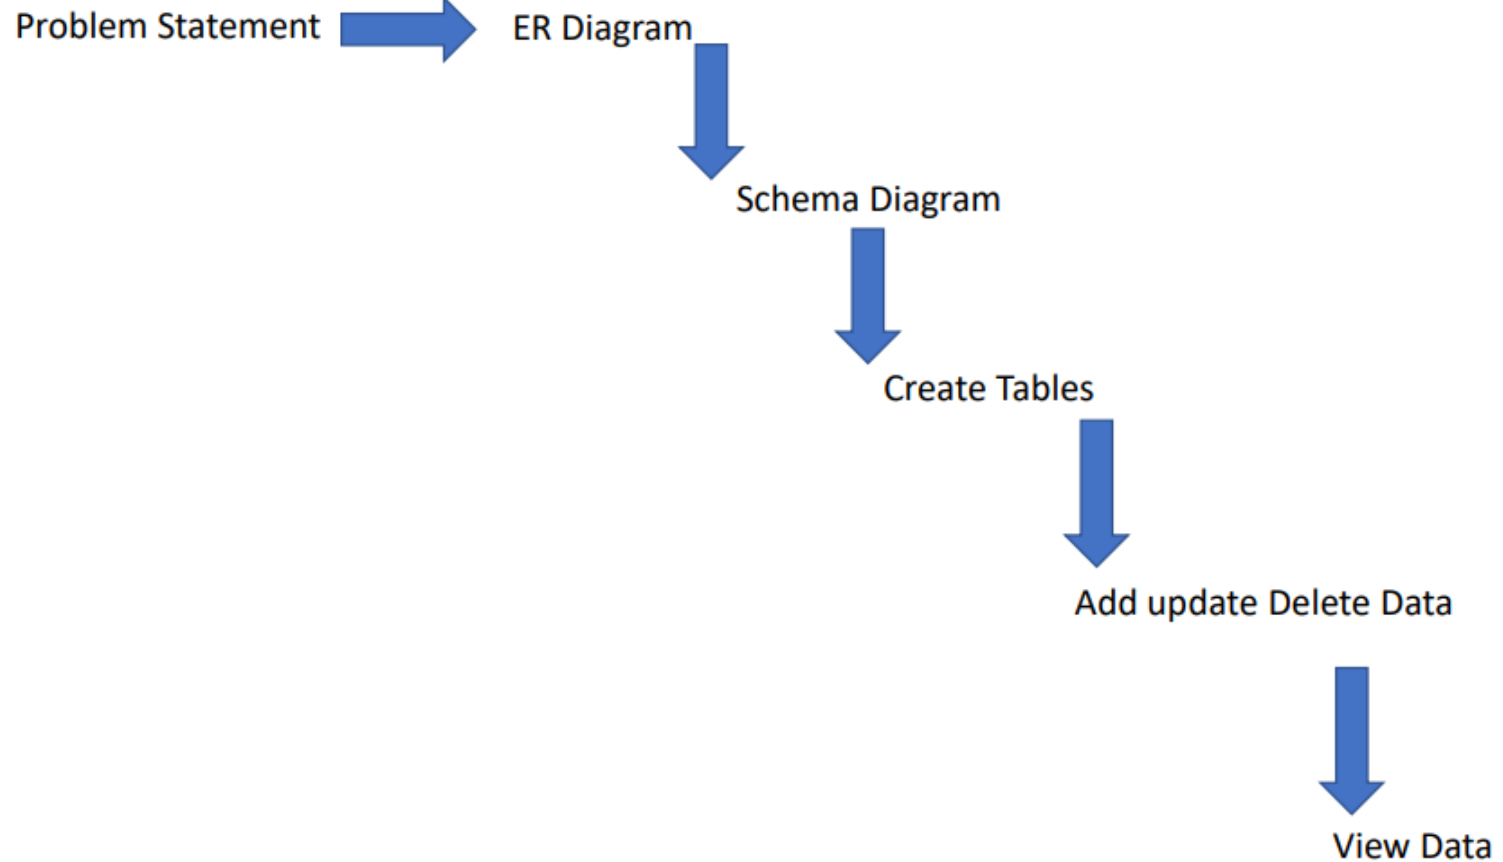 Problem Statement
ER Diagram
Schema Diagram
Create Tables
Add update Delete Data
View Data